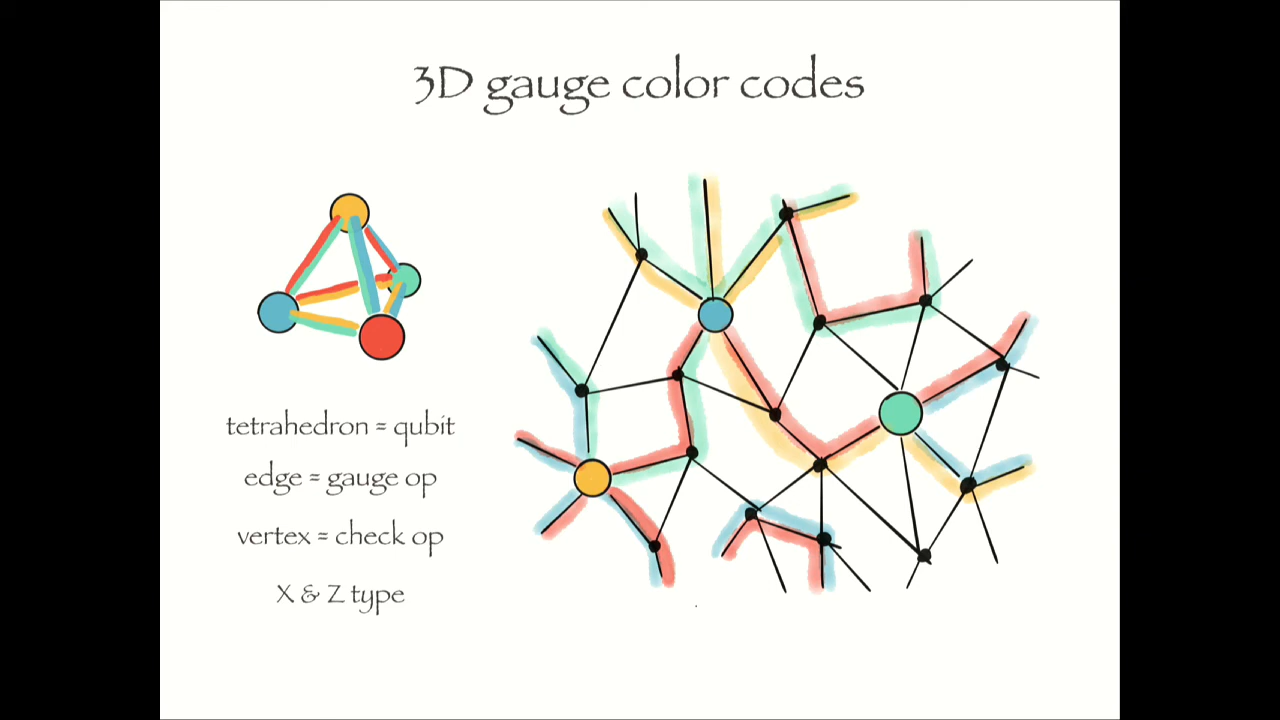 3D gauge color codes
tetrahedron = qubit
edge = gauge op
vertex = check op
X & Z type